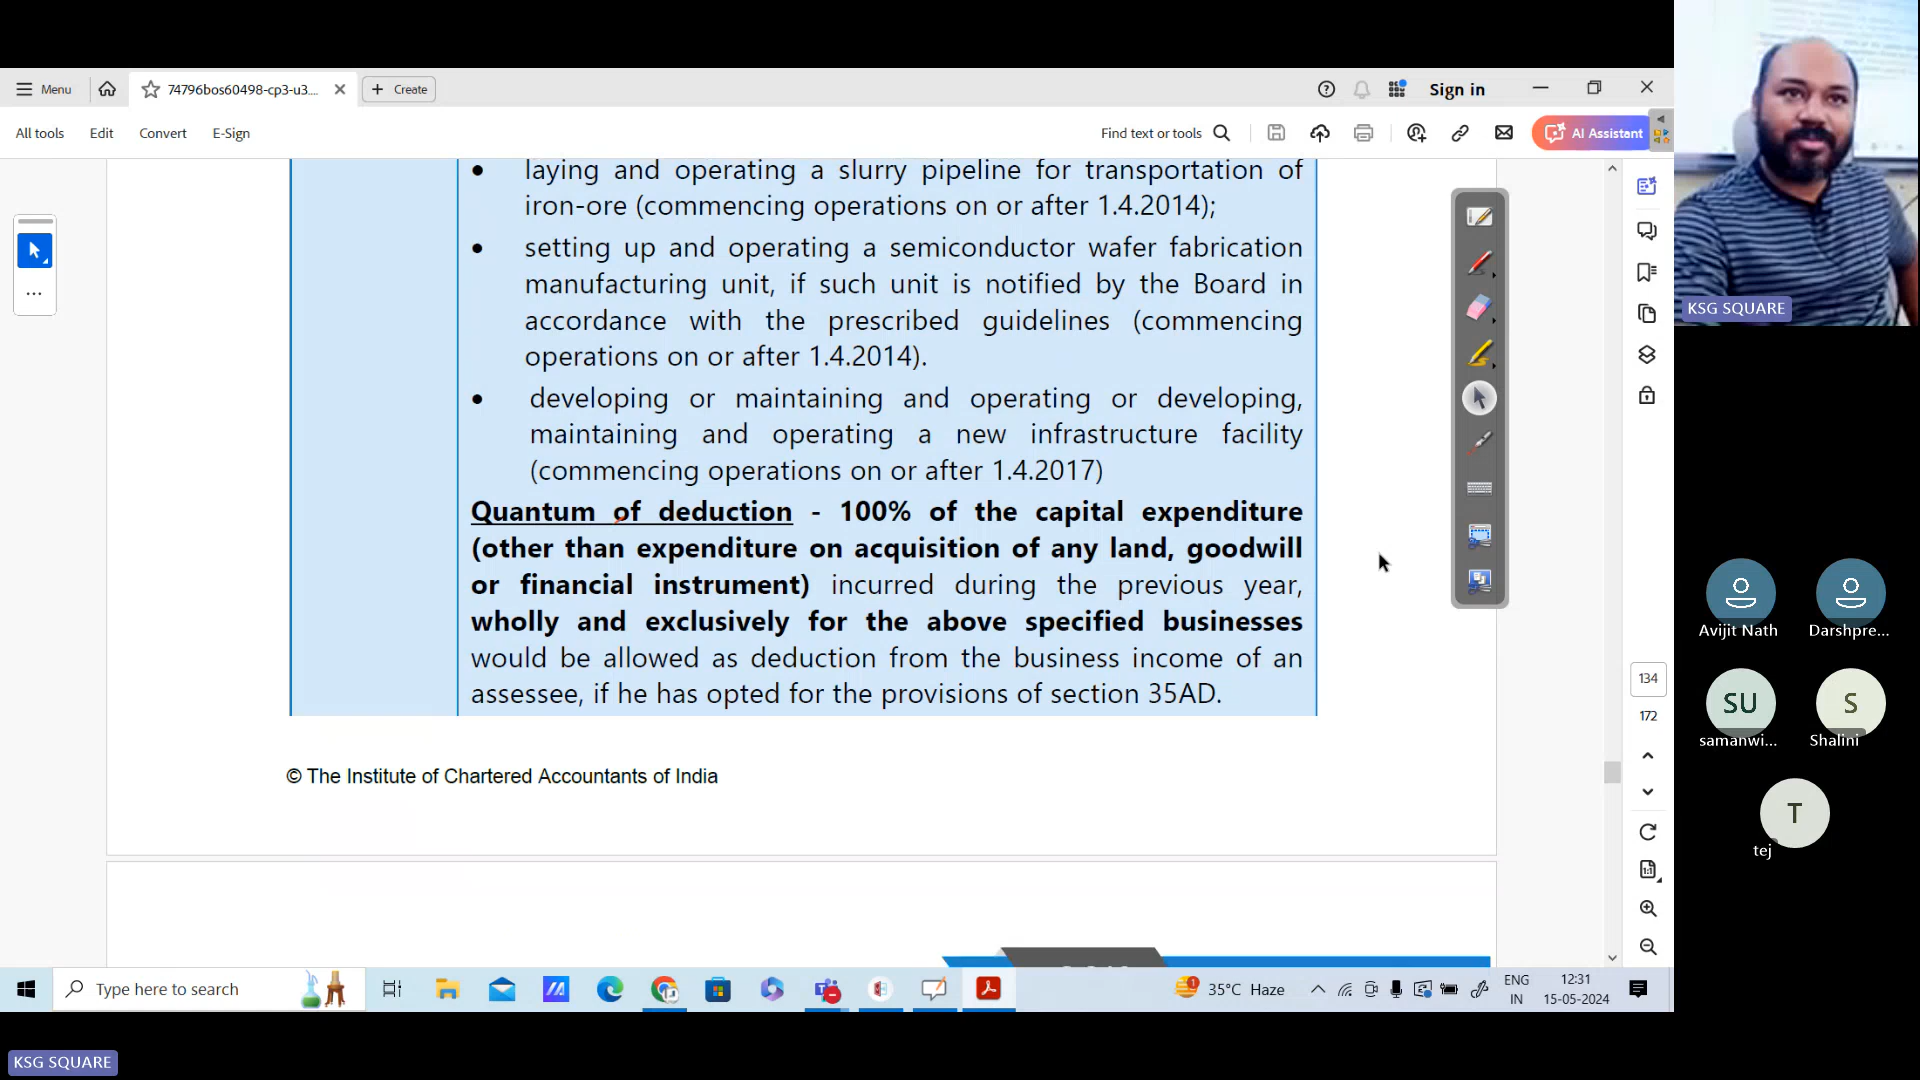 Menu
74796bos60498-cp3-u3...
Create
Sign in
All tools
Edit
Convert
E-Sign
Find text or tools
AI Assistant
• laying and operating a slurry pipeline for transportation of
iron-ore (commencing operations on or after 1.4.2014);
• setting up and operating a semiconductor wafer fabrication
manufacturing unit, if such unit is notified by the Board in
accordance with the prescribed guidelines (commencing
operations on or after 1.4.2014).
• developing or maintaining and operating or developing,
maintaining and operating a new infrastructure facility
(commencing operations on or after 1.4.2017)
Quantum of deduction - 100% of the capital expenditure
(other than expenditure on acquisition of any land, goodwill
or financial instrument) incurred during the previous year,
wholly and exclusively for the above specified businesses
would be allowed as deduction from the business income of an
assessee, if he has opted for the provisions of section 35AD.
© The Institute of Chartered Accountants of India
134
172
KSG SQUARE
Avijit Nath
Darshpre...
SU
samanwi...
S
Shalini
T
tej
Type here to search
35°C Haze
ENG
IN
12:31
15-05-2024
KSG SQUARE